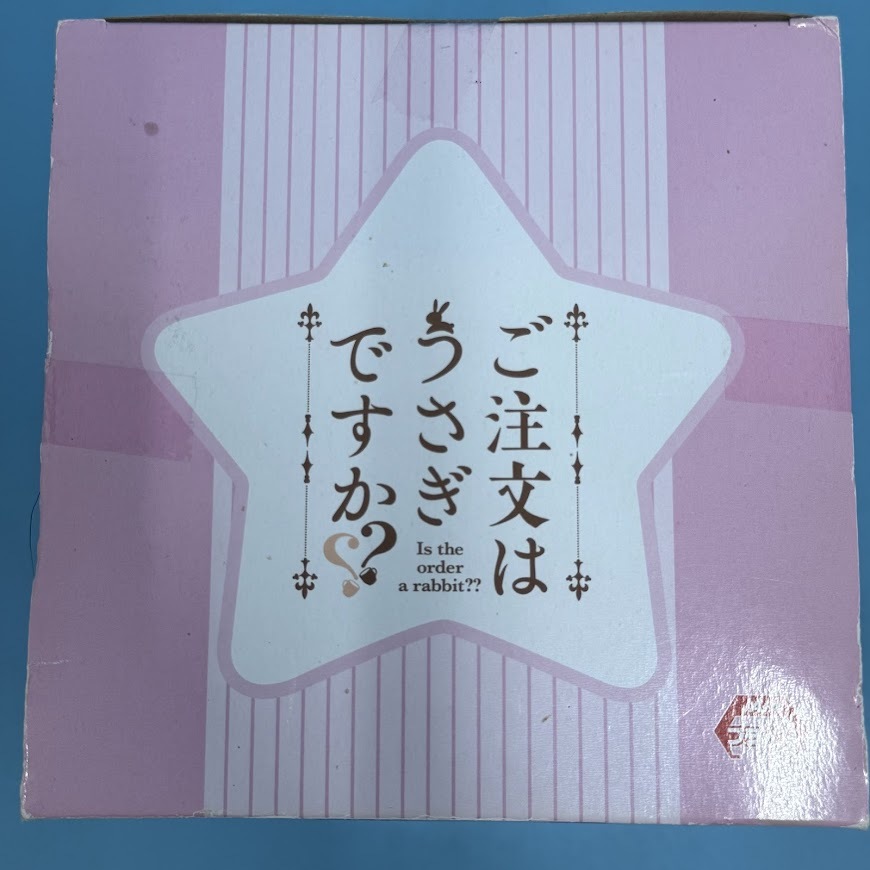 ご注文は
うさぎ
ですか??
Is the
order
a rabbit??